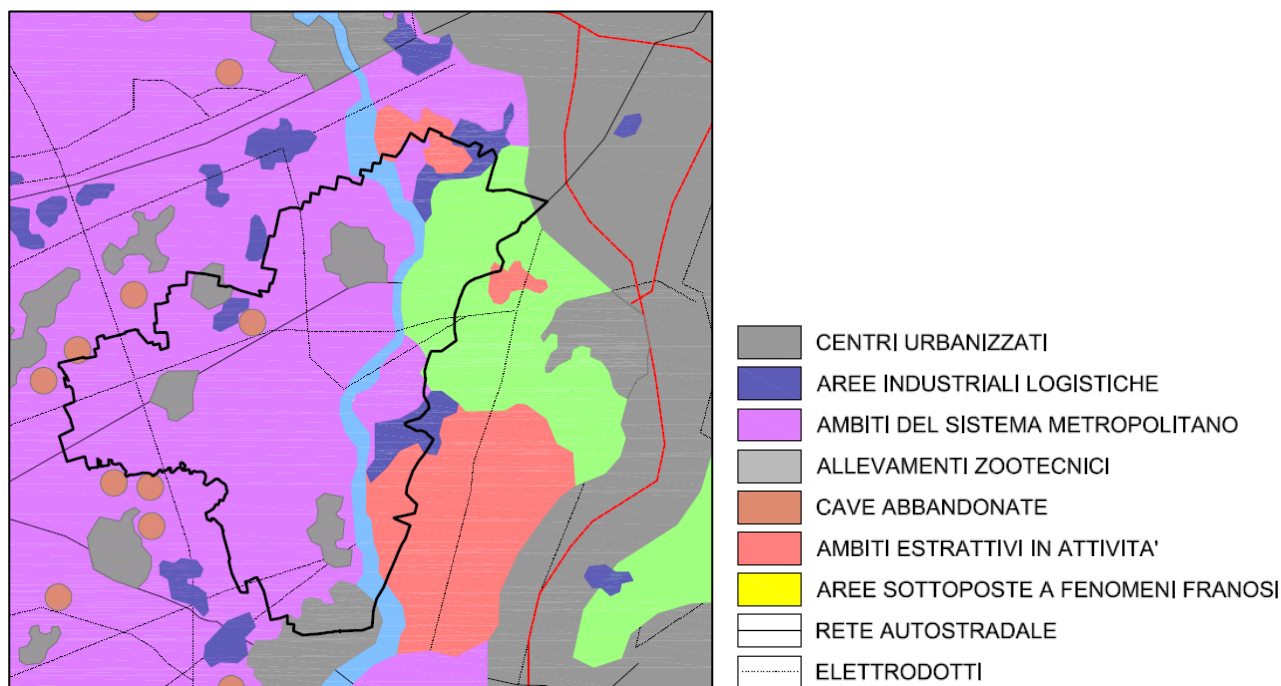 CENTRI URBANIZZATI
AREE INDUSTRIALI LOGISTICHE
AMBITI DEL SISTEMA METROPOLITANO
ALLEVAMENTI ZOOTECNICI
CAVE ABBANDONATE
AMBITI ESTRATTIVI IN ATTIVITA'
AREE SOTTOPOSTE A FENOMENI FRANOSI
RETE AUTOSTRADALE
ELETTRODOTTI